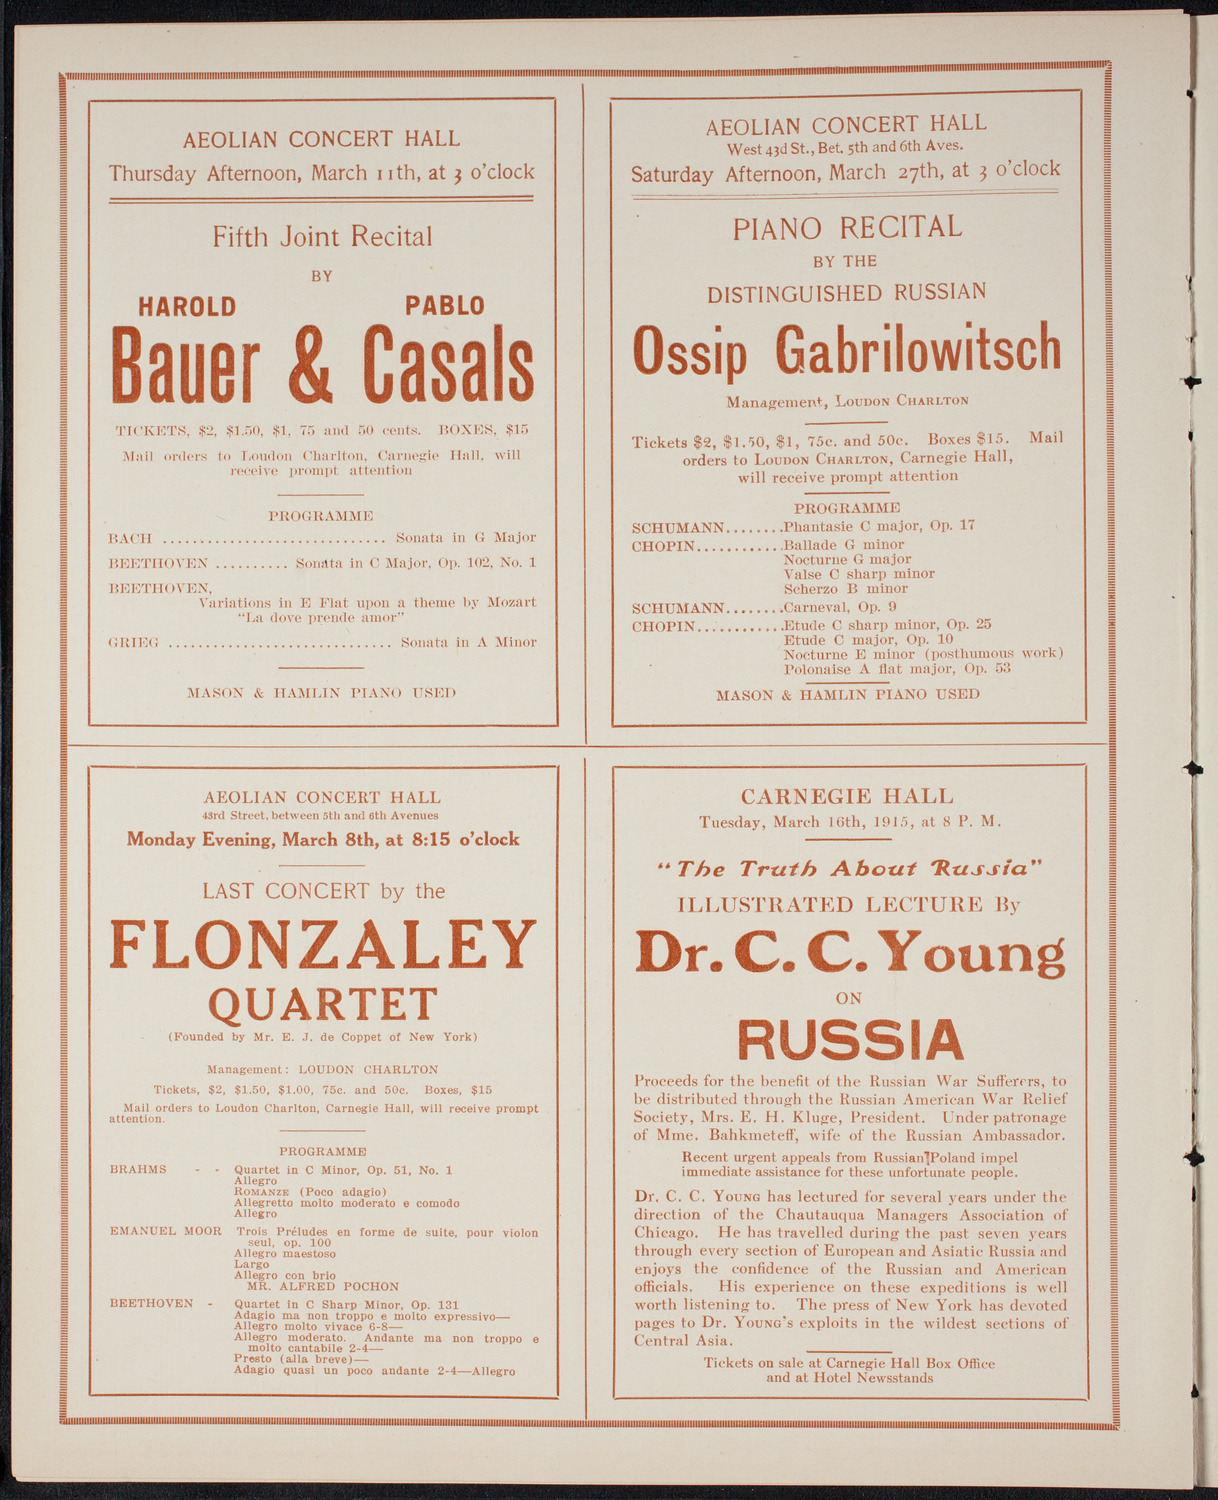 AEOLIAN CONCERT HALL
Thursday Afternoon, March 11th, at 3 o'clock
Fifth Joint Recital
BY
HAROLD PABLO
Bauer & Casals
TICKETS, $2, $1.50, $1, 75 and 50 cents. BOXES, $15
Mail orders to Loudon Charlton, Carnegie Hall, will
receive prompt attention
PROGRAMME
BACH .............................. Sonata in G Major
BEETHOVEN .......... Sonata in C Major, Op. 102, No. 1
BEETHOVEN,
Variations in E Flat upon a theme by Mozart
"La dove prende amor"
GRIEG .............................. Sonata in A Minor
MASON & HAMLIN PIANO USED
AEOLIAN CONCERT HALL
West 43d St., Bet. 5th and 6th Aves.
Saturday Afternoon, March 27th, at 3 o'clock
PIANO RECITAL
BY THE
DISTINGUISHED RUSSIAN
Ossip Gabrilowitsch
Management, LOUDON CHARLTON
Tickets $2, $1.50, $1, 75c. and 50c. Boxes $15. Mail
orders to LOUDON CHARLTON, Carnegie Hall,
will receive prompt attention
PROGRAMME
SCHUMANN........Phantasie C major, Op. 17
CHOPIN............Ballade G minor
Nocturne G major
Valse C sharp minor
Scherzo B minor
SCHUMANN........Carneval, Op. 9
CHOPIN............Etude C sharp minor, Op. 25
Etude C major, Op. 10
Nocturne E minor (posthumous work)
Polonaise A flat major, Op. 53
MASON & HAMLIN PIANO USED
AEOLIAN CONCERT HALL
43rd Street, between 5th and 6th Avenues
Monday Evening, March 8th, at 8:15 o'clock
LAST CONCERT by the
FLONZALEY
QUARTET
(Founded by Mr. E. J. de Coppet of New York)
Management: LOUDON CHARLTON
Tickets, $2, $1.50, $1.00, 75c. and 50c. Boxes, $15
Mail orders to Loudon Charlton, Carnegie Hall, will receive prompt
attention.
PROGRAMME
BRAHMS - - Quartet in C Minor, Op. 51, No. 1
Allegro
ROMANZE (Poco adagio)
Allegretto molto moderato e comodo
Allegro
EMANUEL MOOR Trois Préludes en forme de suite, pour violon
seul, op. 100
Allegro maestoso
Largo
Allegro con brio
MR. ALFRED POCHON
BEETHOVEN - Quartet in C Sharp Minor, Op. 131
Adagio ma non troppo e molto expressivo—
Allegro molto vivace 6-8—
Allegro moderato. Andante ma non troppo e
molto cantabile 2-4—
Presto (alla breve)—
Adagio quasi un poco andante 2-4—Allegro
CARNEGIE HALL
Tuesday, March 16th, 1915, at 8 P. M.
"The Truth About Russia"
ILLUSTRATED LECTURE By
Dr. C. C. Young
ON
RUSSIA
Proceeds for the benefit of the Russian War Sufferers, to
be distributed through the Russian American War Relief
Society, Mrs. E. H. Kluge, President. Under patronage
of Mme. Bahkmeteff, wife of the Russian Ambassador.
Recent urgent appeals from Russian Poland impel
immediate assistance for these unfortunate people.
Dr. C. C. YOUNG has lectured for several years under the
direction of the Chautauqua Managers Association of
Chicago. He has travelled during the past seven years
through every section of European and Asiatic Russia and
enjoys the confidence of the Russian and American
officials. His experience on these expeditions is well
worth listening to. The press of New York has devoted
pages to Dr. YOUNG'S exploits in the wildest sections of
Central Asia.
Tickets on sale at Carnegie Hall Box Office
and at Hotel Newsstands